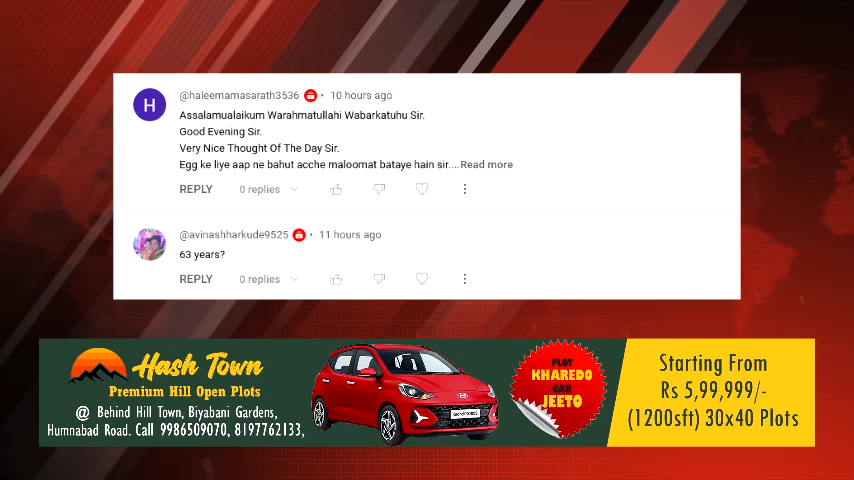 H
@haleemamasarath3536 • 10 hours ago
Assalamualaikum Warahmatullahi Wabarkatuhu Sir.
Good Evening Sir.
Very Nice Thought Of The Day Sir.
Egg ke liye aap ne bahut acche maloomat bataye hain sir....Read more
REPLY 0 replies
@avinashharkude9525 • 11 hours ago
63 years?
REPLY 0 replies
Hash Town
Premium Hill Open Plots
@ Behind Hill Town, Biyabani Gardens,
Humnabad Road. Call 9986509070, 8197762133,
PLOT
KHAREDO
CAR
JEETO
Starting From
Rs 5,99,999/-
(1200sft) 30x40 Plots